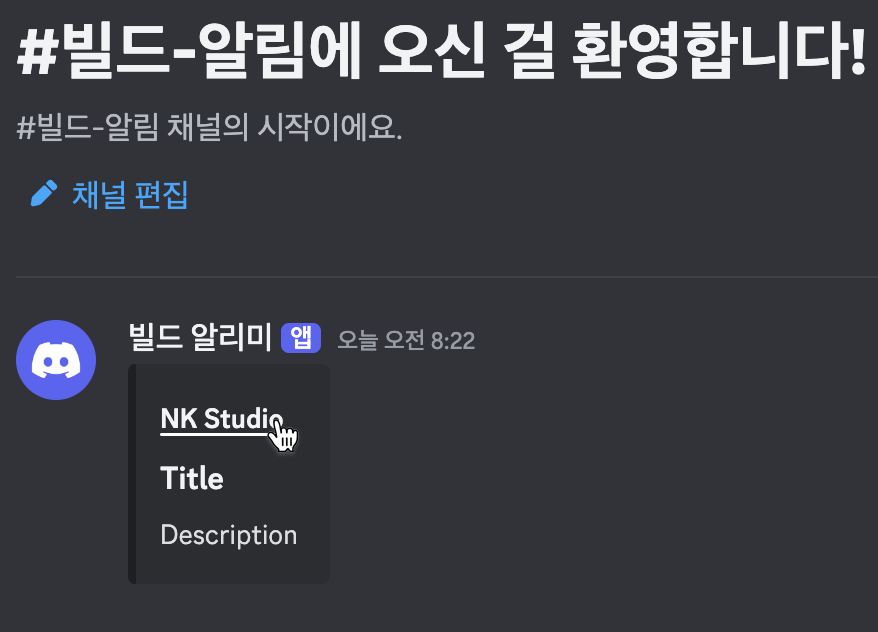 #빌드-알림에 오신 걸 환영합니다!
#빌드-알림 채널의 시작이에요.
채널 편집
빌드 알리미 앱 오늘 오전 8:22
NK Studio
Title
Description